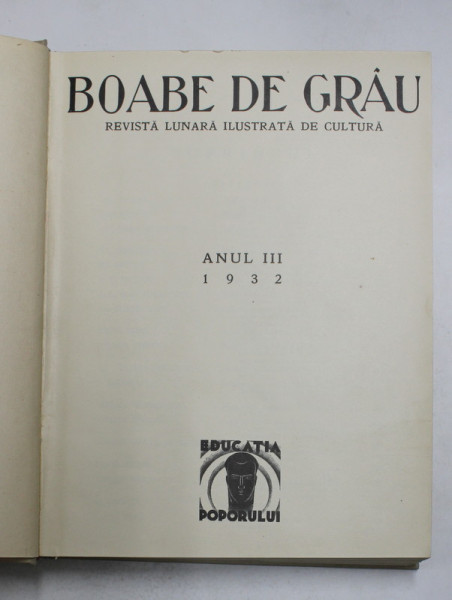 BOABE DE GRÂU
REVISTĂ LUNARĂ ILUSTRATĂ DE CULTURĂ
ANUL III
1932
EDUCAȚIA
POPORULUI